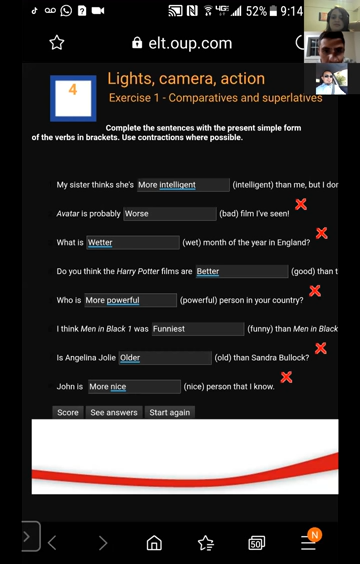 52% 9:14
elt.oup.com
4
Lights, camera, action
Exercise 1 - Comparatives and superlatives
Complete the sentences with the present simple form
of the verbs in brackets. Use contractions where possible.
My sister thinks she's More intelligent (intelligent) than me, but I don
Avatar is probably Worse (bad) film I've seen!
What is Wetter (wet) month of the year in England?
Do you think the Harry Potter films are Better (good) than t
Who is More powerful (powerful) person in your country?
I think Men in Black 1 was Funniest (funny) than Men in Black
Is Angelina Jolie Older (old) than Sandra Bullock?
John is More nice (nice) person that I know.
Score See answers Start again
50 N